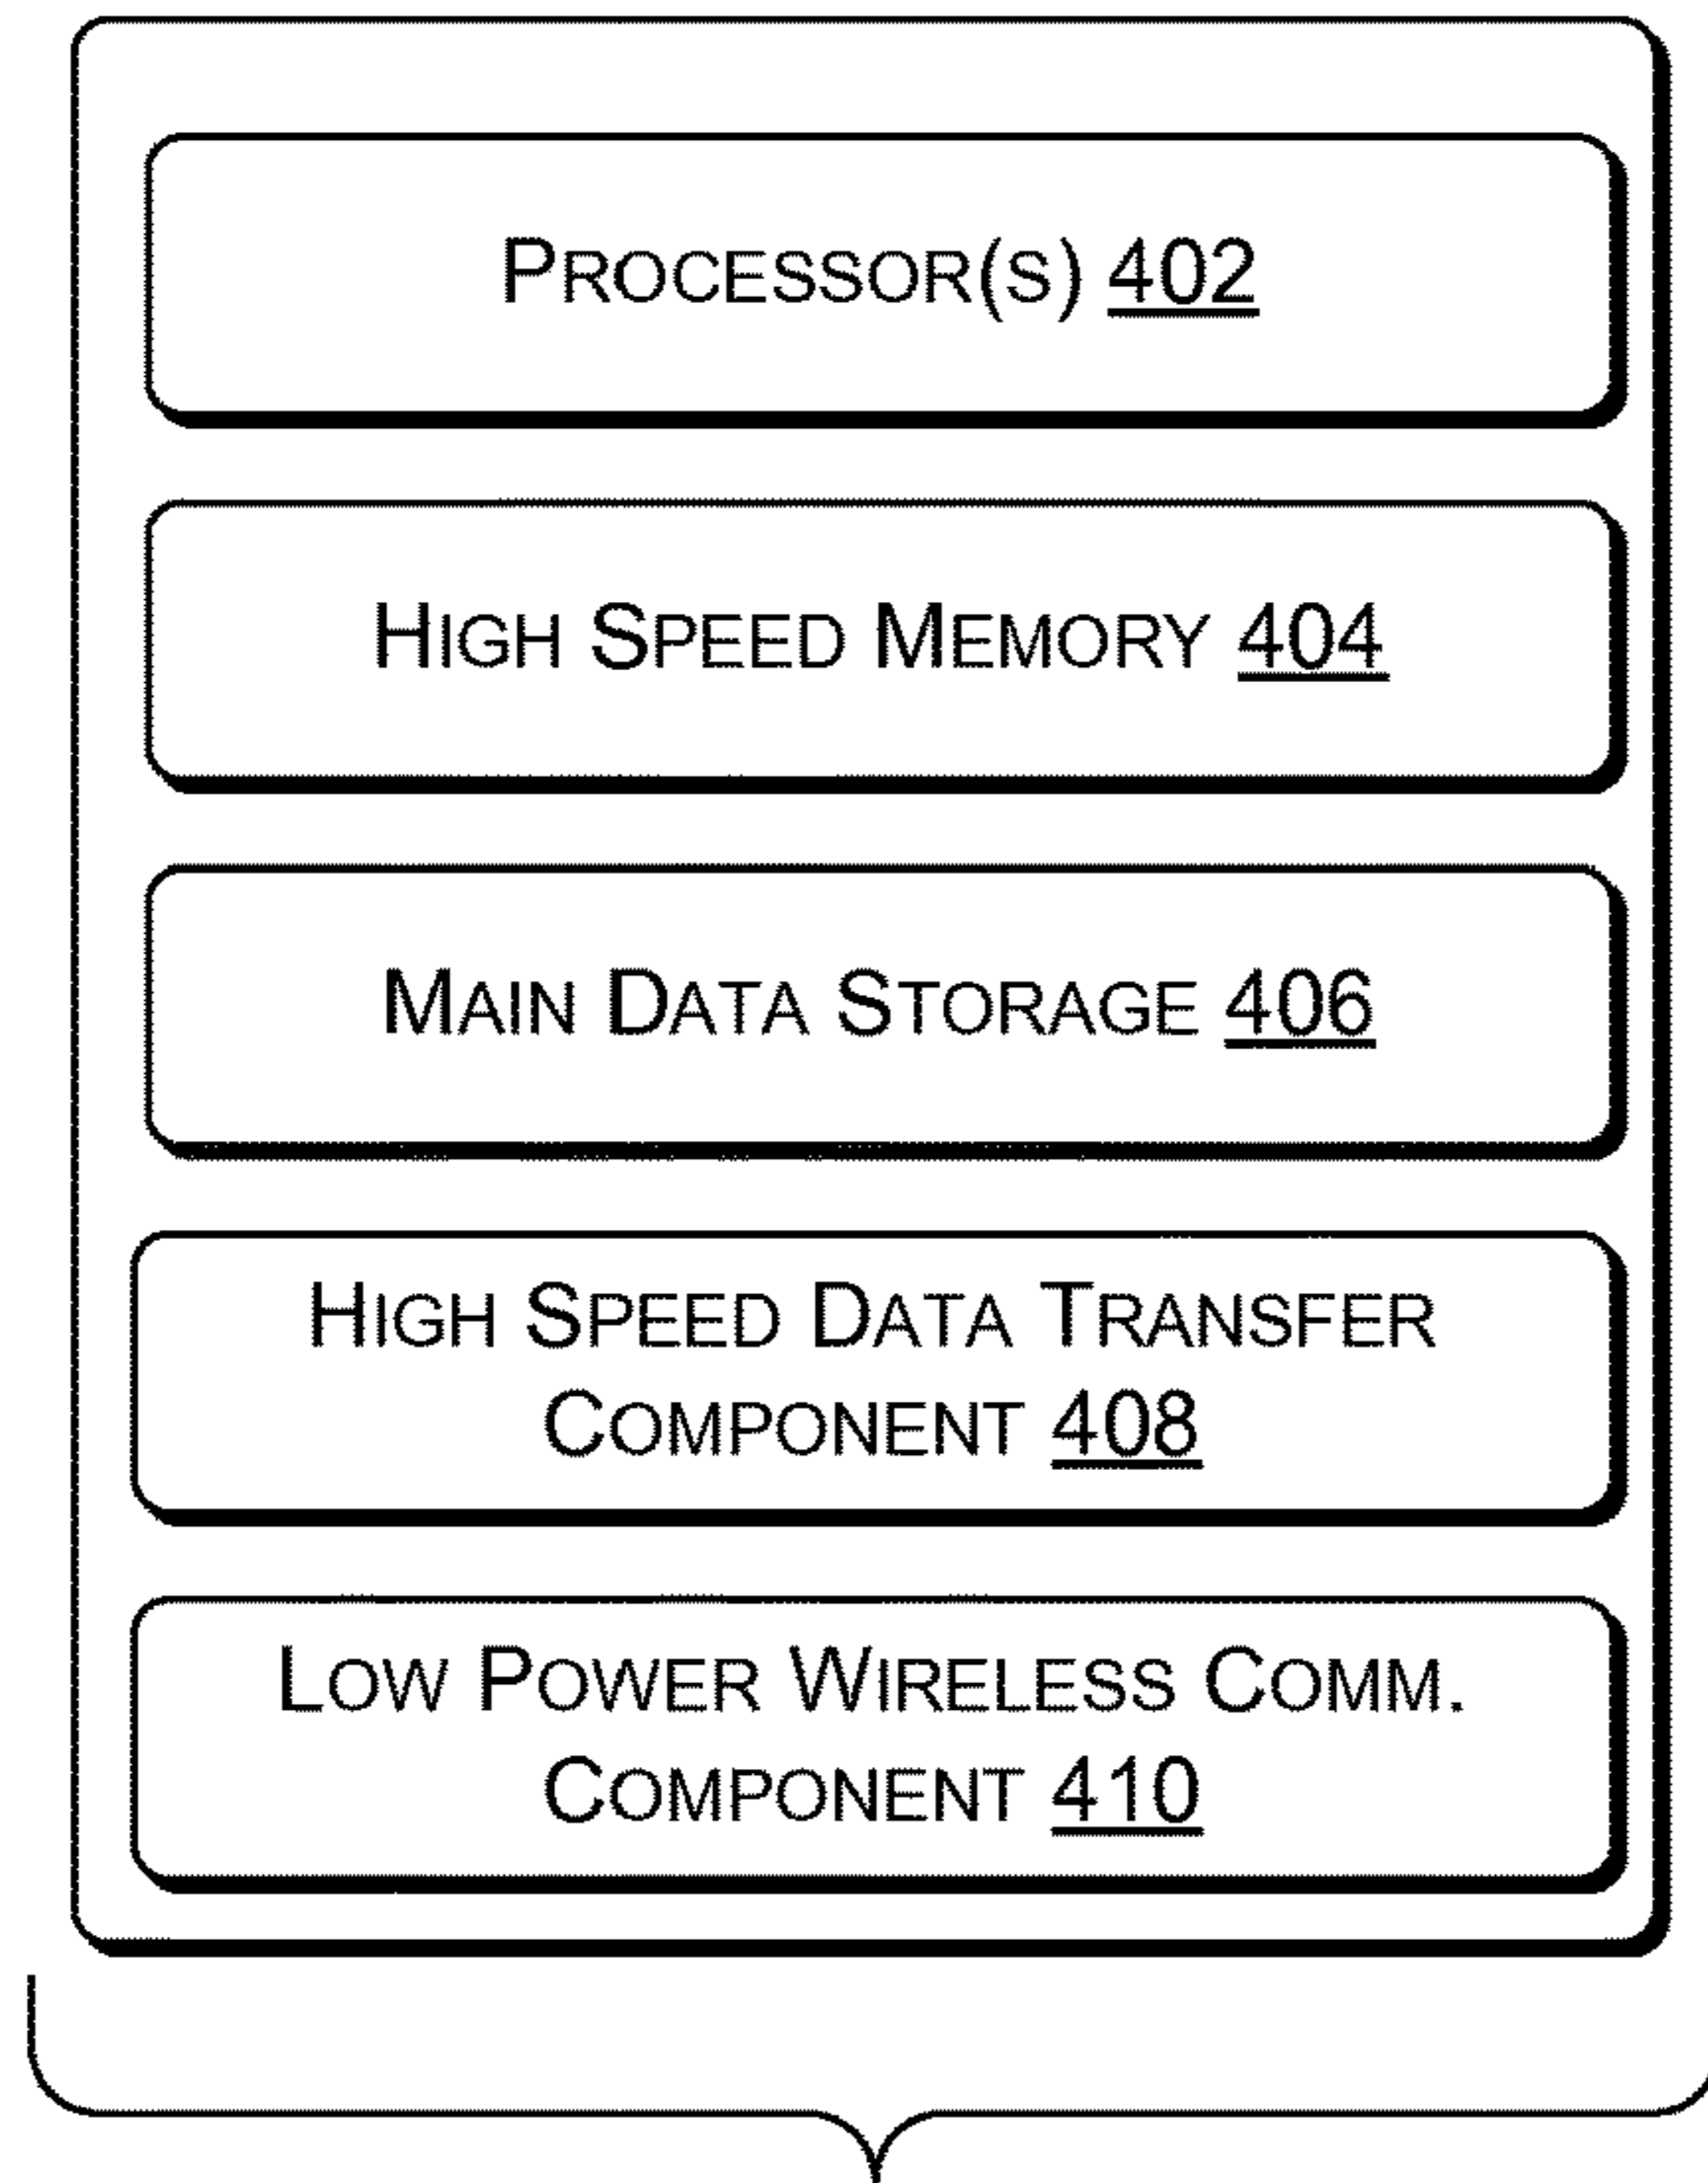 PROCESSOR(S) 402
HIGH SPEED MEMORY 404
MAIN DATA STORAGE 406
HIGH SPEED DATA TRANSFER
COMPONENT 408
LOW POWER WIRELESS COMM.
COMPONENT 410